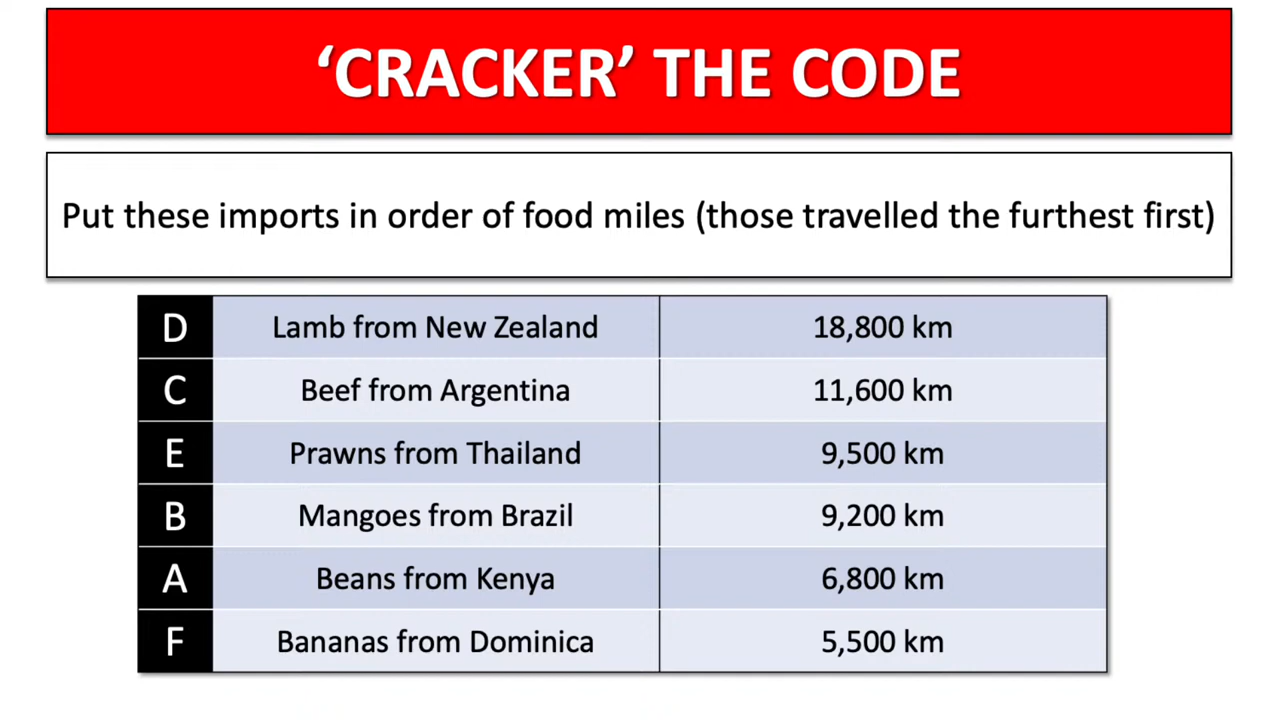 ‘CRACKER’ THE CODE
Put these imports in order of food miles (those travelled the furthest first)
D Lamb from New Zealand 18,800 km
C Beef from Argentina 11,600 km
E Prawns from Thailand 9,500 km
B Mangoes from Brazil 9,200 km
A Beans from Kenya 6,800 km
F Bananas from Dominica 5,500 km